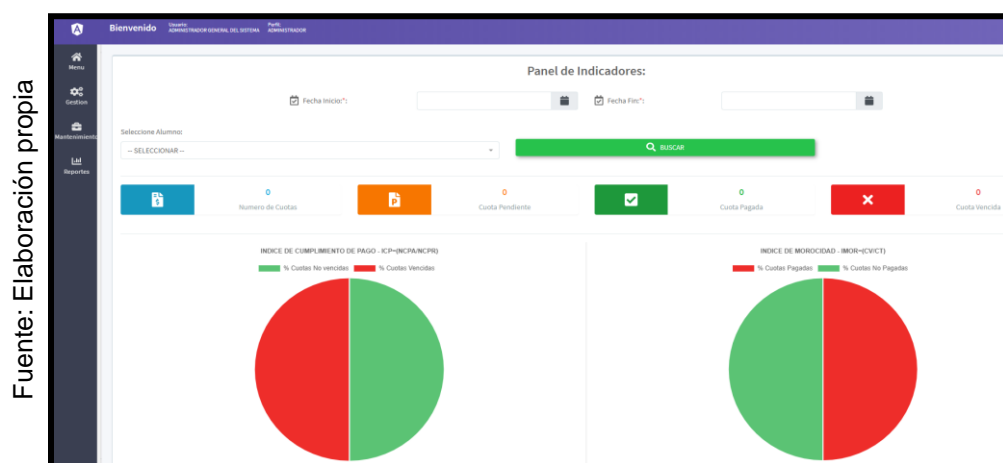 Fuente: Elaboración propia
Bienvenido
Usuario:
ADMINISTRADOR GENERAL DEL SISTEMA
Perfil:
ADMINISTRADOR
Menu
Gestion
Mantenimiento
Reportes
Panel de Indicadores:
Fecha Inicio:*:
Fecha Fin:*:
Seleccione Alumno:
-- SELECCIONAR --
BUSCAR
0
Numero de Cuotas
0
Cuota Pendiente
0
Cuota Pagada
0
Cuota Vencida
INDICE DE CUMPLIMIENTO DE PAGO - ICP=(NCPA/NCPR)
% Cuotas No vencidas % Cuotas Vencidas
INDICE DE MOROCIDAD - IMOR=(CV/CT)
% Cuotas Pagadas % Cuotas No Pagadas